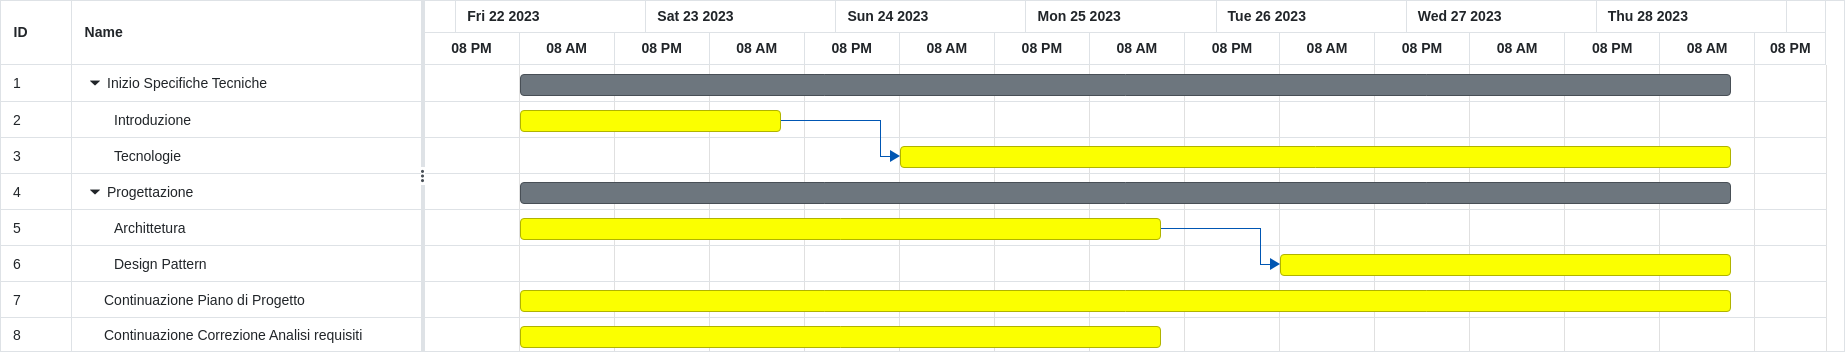 ID Name Fri 22 2023 Sat 23 2023 Sun 24 2023 Mon 25 2023 Tue 26 2023 Wed 27 2023 Thu 28 2023
08 PM 08 AM 08 PM 08 AM 08 PM 08 AM 08 PM 08 AM 08 PM 08 AM 08 PM 08 AM 08 PM 08 AM 08 PM
1 Inizio Specifiche Tecniche
2 Introduzione
3 Tecnologie
4 Progettazione
5 Archittetura
6 Design Pattern
7 Continuazione Piano di Progetto
8 Continuazione Correzione Analisi requisiti